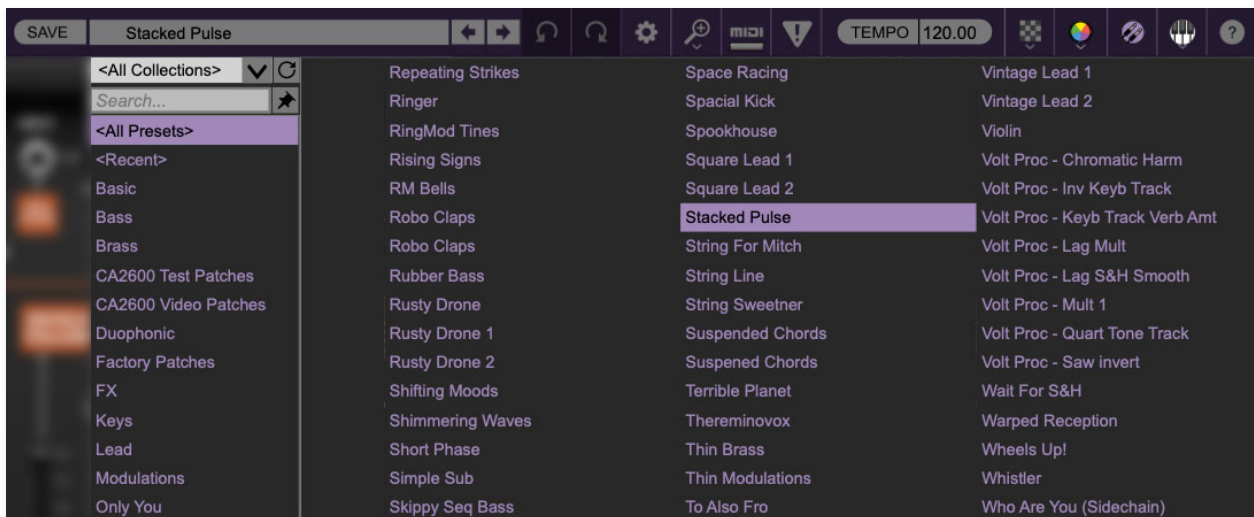 SAVE Stacked Pulse MIDI TEMPO 120.00 ?
<All Collections>
Search...
<All Presets>
<Recent>
Basic
Bass
Brass
CA2600 Test Patches
CA2600 Video Patches
Duophonic
Factory Patches
FX
Keys
Lead
Modulations
Only You
Repeating Strikes
Ringer
RingMod Tines
Rising Signs
RM Bells
Robo Claps
Robo Claps
Rubber Bass
Rusty Drone
Rusty Drone 1
Rusty Drone 2
Shifting Moods
Shimmering Waves
Short Phase
Simple Sub
Skippy Seq Bass
Space Racing
Spacial Kick
Spookhouse
Square Lead 1
Square Lead 2
Stacked Pulse
String For Mitch
String Line
String Sweetner
Suspended Chords
Suspened Chords
Terrible Planet
Thereminovox
Thin Brass
Thin Modulations
To Also Fro
Vintage Lead 1
Vintage Lead 2
Violin
Volt Proc - Chromatic Harm
Volt Proc - Inv Keyb Track
Volt Proc - Keyb Track Verb Amt
Volt Proc - Lag Mult
Volt Proc - Lag S&H Smooth
Volt Proc - Mult 1
Volt Proc - Quart Tone Track
Volt Proc - Saw invert
Wait For S&H
Warped Reception
Wheels Up!
Whistler
Who Are You (Sidechain)